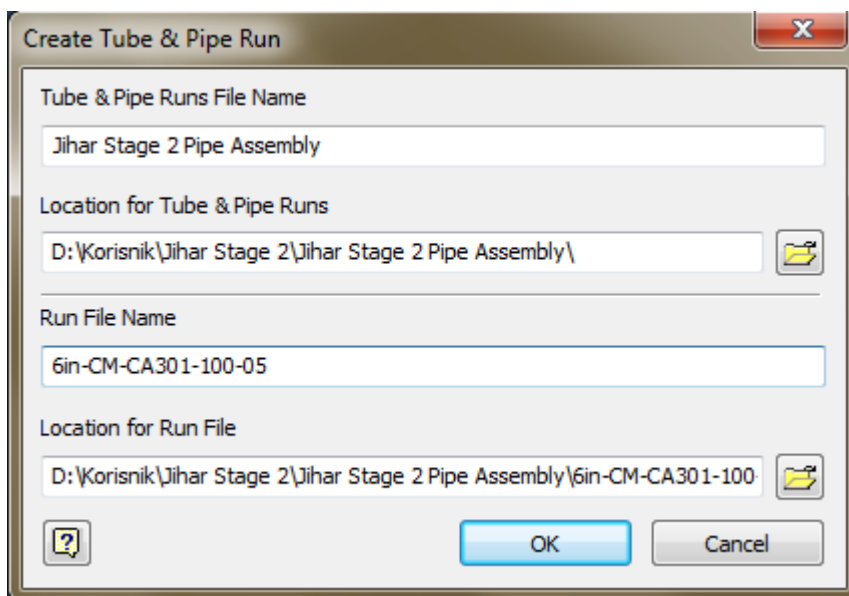 Create Tube & Pipe Run
Tube & Pipe Runs File Name
Jihar Stage 2 Pipe Assembly
Location for Tube & Pipe Runs
D:\Korisnik\Jihar Stage 2\Jihar Stage 2 Pipe Assembly\
Run File Name
6in-CM-CA301-100-05
Location for Run File
D:\Korisnik\Jihar Stage 2\Jihar Stage 2 Pipe Assembly\6in-CM-CA301-100-
OK Cancel